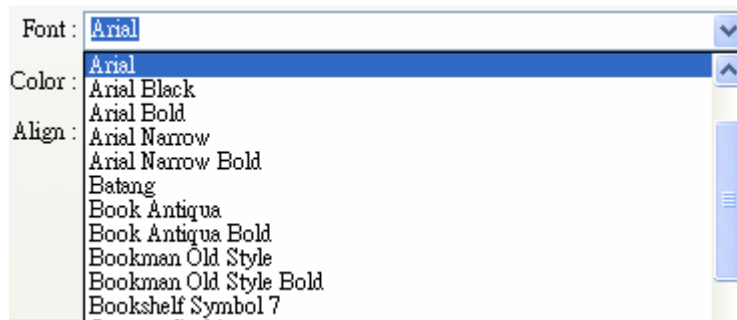 Font : Arial
Arial
Color : Arial Black
Arial Bold
Align : Arial Narrow
Arial Narrow Bold
Batang
Book Antiqua
Book Antiqua Bold
Bookman Old Style
Bookman Old Style Bold
Bookshelf Symbol 7